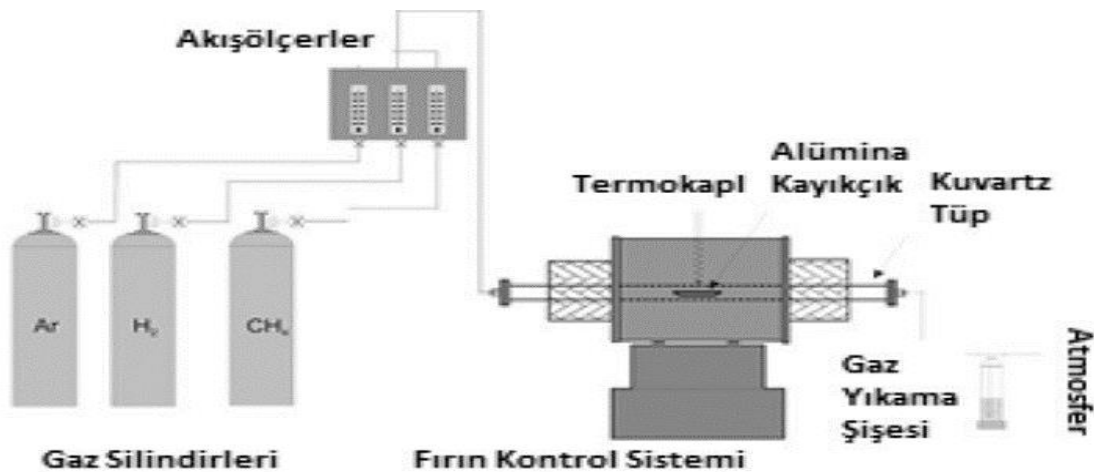 Akışölçerler
Termokapl
Alümina
Kayıkçık
Kuvartz
Tüp
Ar
H₂
CH₄
Gaz
Yıkama
Şişesi
Atmosfer
Gaz Silindirleri
Fırın Kontrol Sistemi